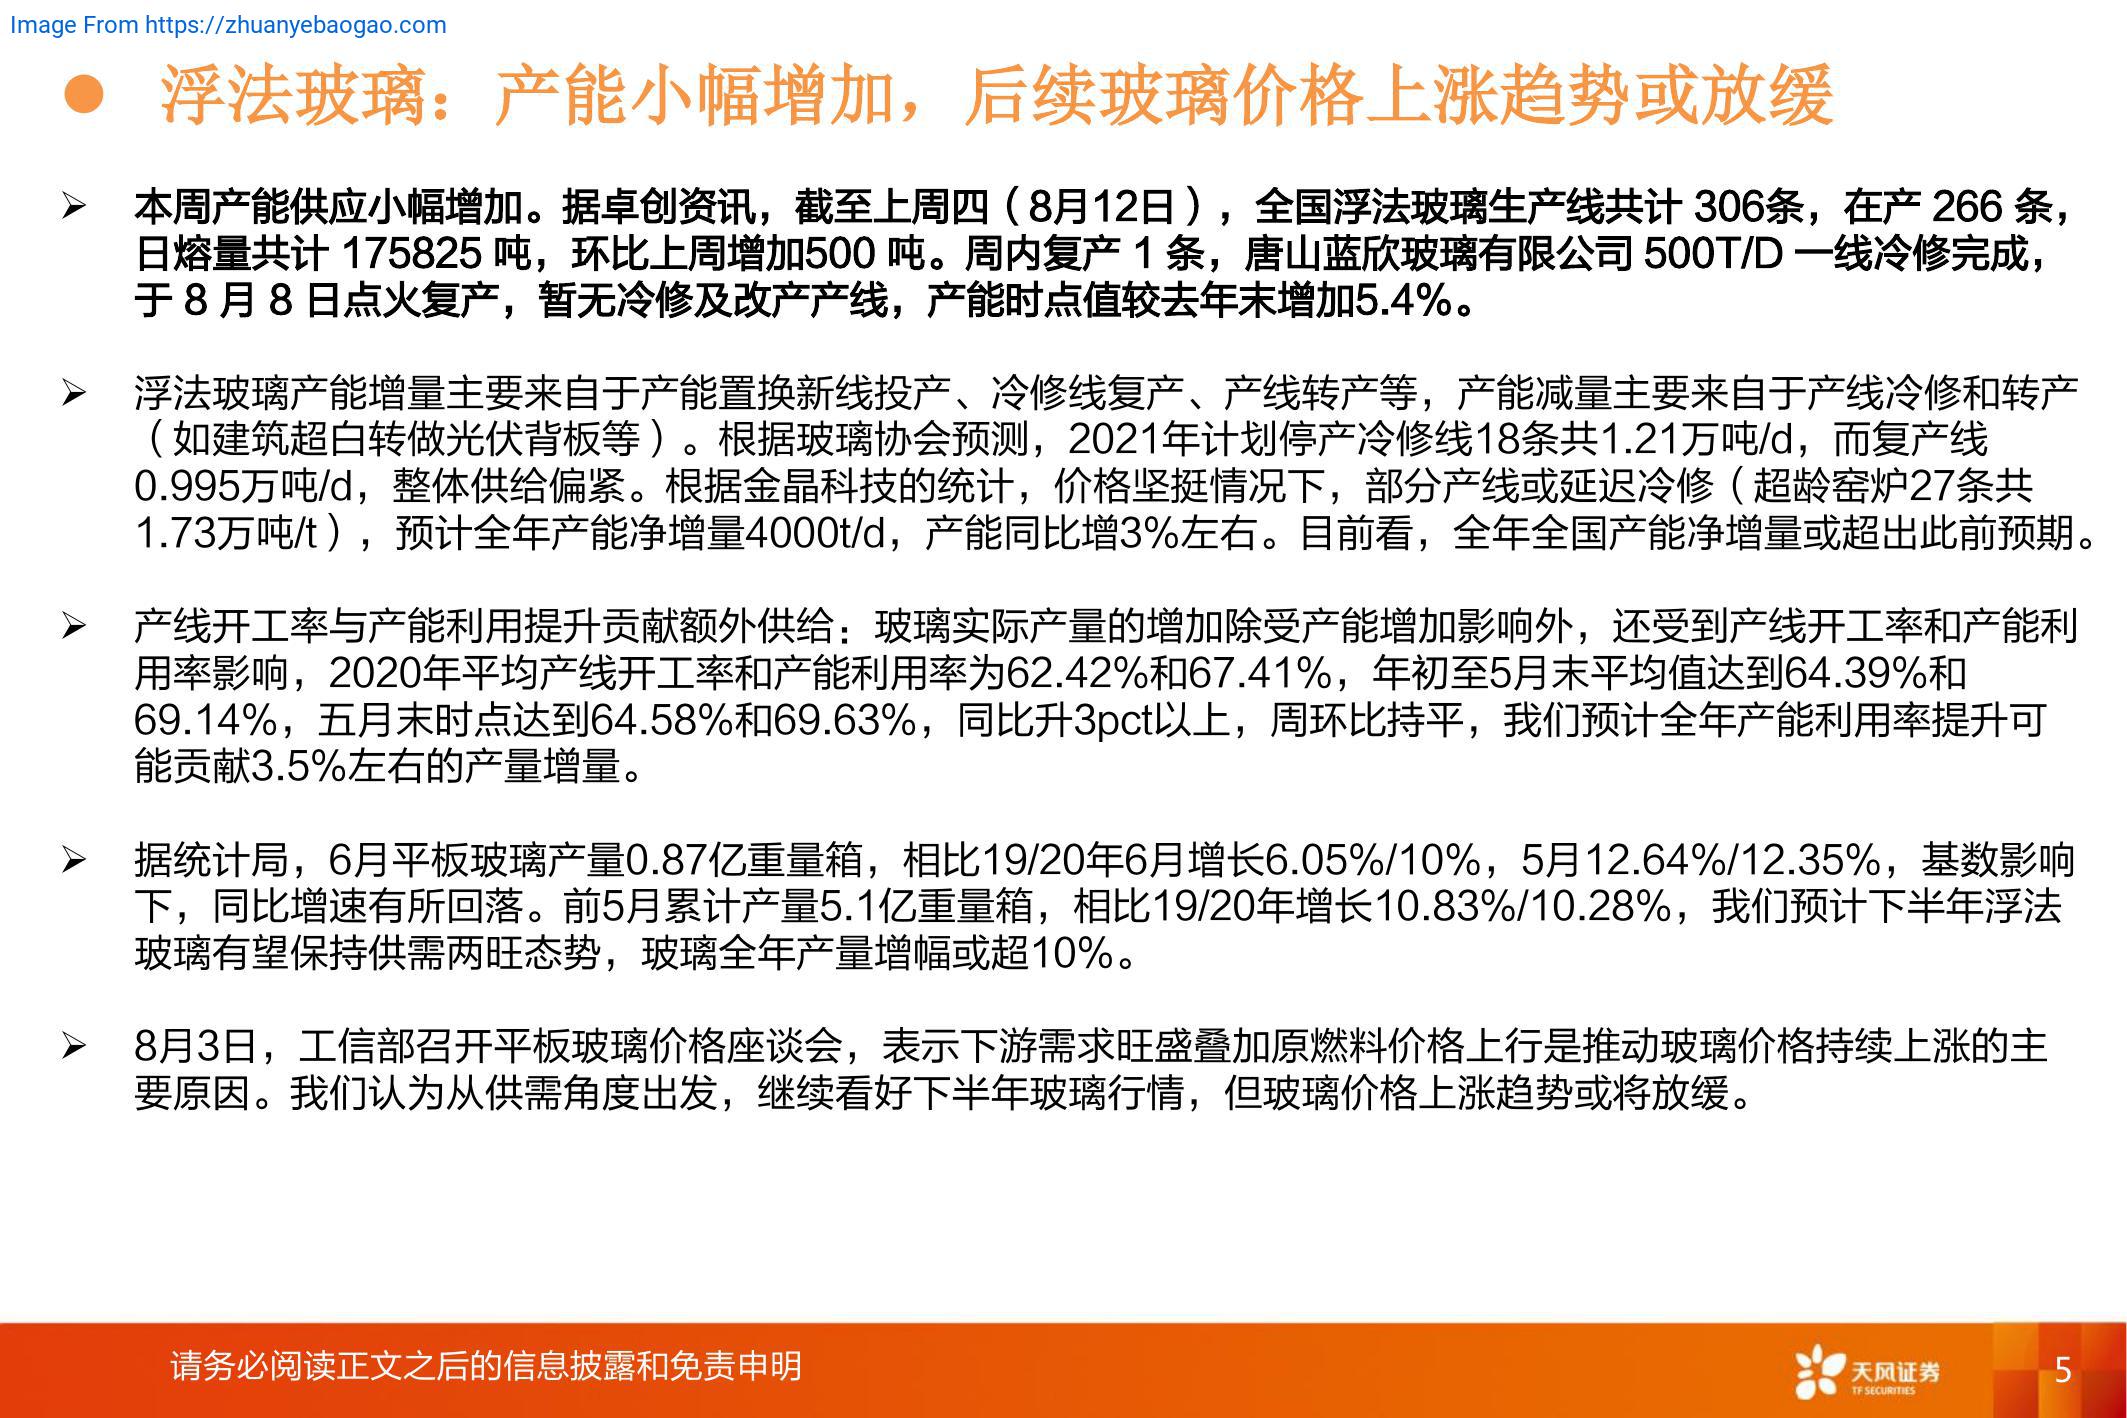 Image From https://zhuanyebaogao.com
● 浮法玻璃：产能小幅增加，后续玻璃价格上涨趋势或放缓
➢ 本周产能供应小幅增加。据卓创资讯，截至上周四（8月12日），全国浮法玻璃生产线共计 306条，在产 266 条，
日熔量共计 175825 吨，环比上周增加500 吨。周内复产 1 条，唐山蓝欣玻璃有限公司 500T/D 一线冷修完成，
于 8 月 8 日点火复产，暂无冷修及改产产线，产能时点值较去年末增加5.4%。
➢ 浮法玻璃产能增量主要来自于产能置换新线投产、冷修线复产、产线转产等，产能减量主要来自于产线冷修和转产
（如建筑超白转做光伏背板等）。根据玻璃协会预测，2021年计划停产冷修线18条共1.21万吨/d，而复产线
0.995万吨/d，整体供给偏紧。根据金晶科技的统计，价格坚挺情况下，部分产线或延迟冷修（超龄窑炉27条共
1.73万吨/t），预计全年产能净增量4000t/d，产能同比增3%左右。目前看，全年全国产能净增量或超出此前预期。
➢ 产线开工率与产能利用提升贡献额外供给：玻璃实际产量的增加除受产能增加影响外，还受到产线开工率和产能利
用率影响，2020年平均产线开工率和产能利用率为62.42%和67.41%，年初至5月末平均值达到64.39%和
69.14%，五月末时点达到64.58%和69.63%，同比升3pct以上，周环比持平，我们预计全年产能利用率提升可
能贡献3.5%左右的产量增量。
➢ 据统计局，6月平板玻璃产量0.87亿重量箱，相比19/20年6月增长6.05%/10%，5月12.64%/12.35%，基数影响
下，同比增速有所回落。前5月累计产量5.1亿重量箱，相比19/20年增长10.83%/10.28%，我们预计下半年浮法
玻璃有望保持供需两旺态势，玻璃全年产量增幅或超10%。
➢ 8月3日，工信部召开平板玻璃价格座谈会，表示下游需求旺盛叠加原燃料价格上行是推动玻璃价格持续上涨的主
要原因。我们认为从供需角度出发，继续看好下半年玻璃行情，但玻璃价格上涨趋势或将放缓。
请务必阅读正文之后的信息披露和免责申明
天风证券
TF SECURITIES
5